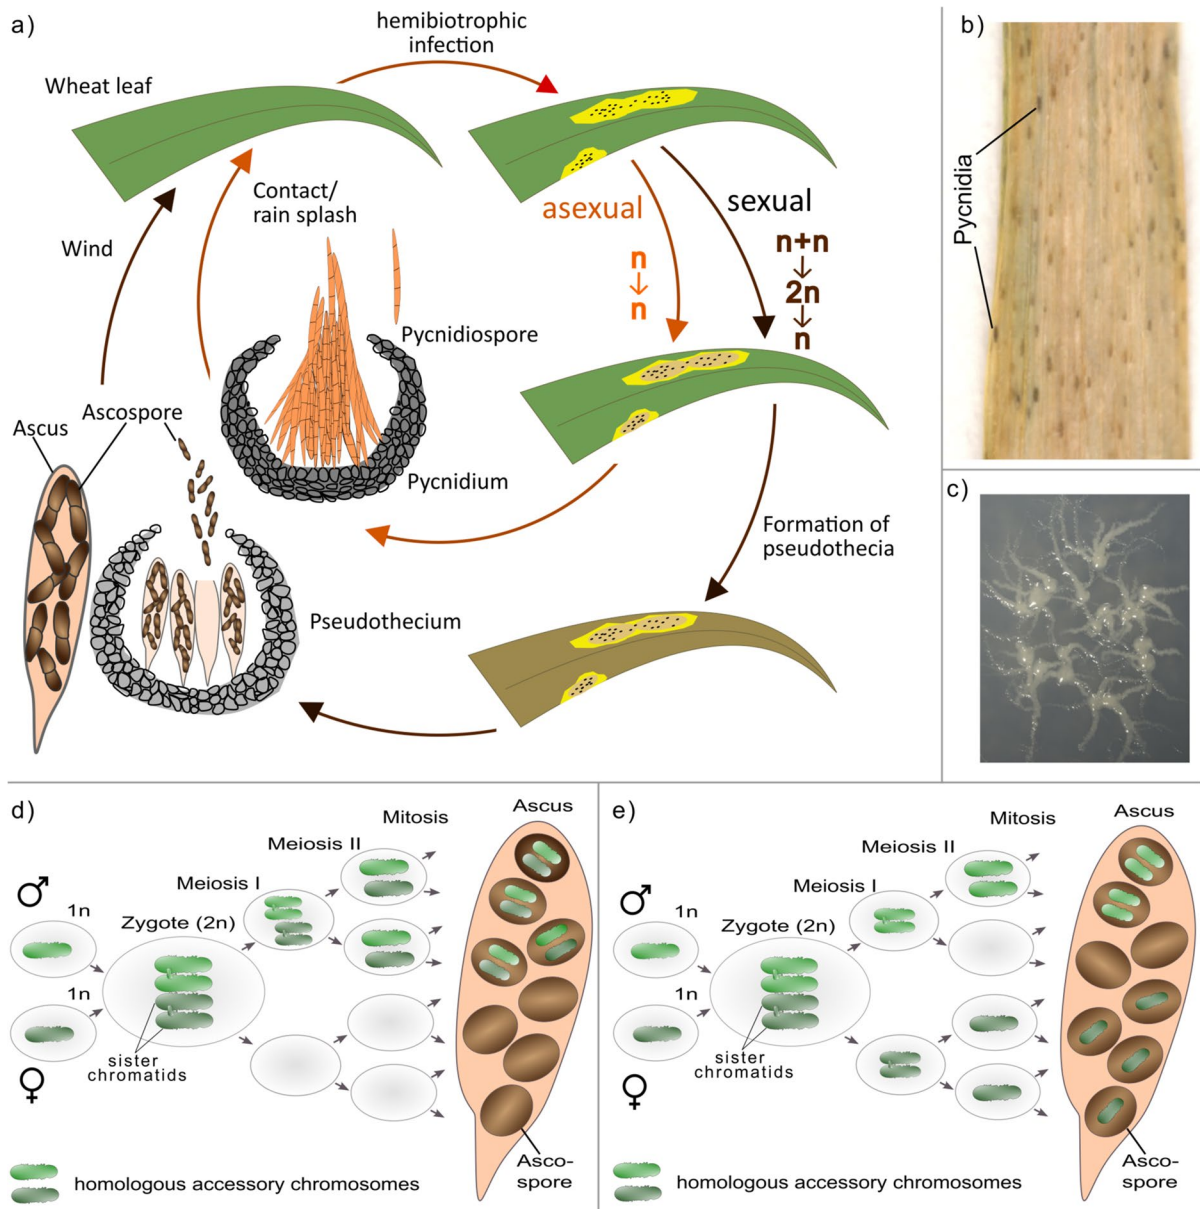 a)
hemibiotrophic
infection
Wheat leaf
Contact/
rain splash
Wind
asexual
n
↓
n
sexual
n+n
↓
2n
↓
n
Pycnidiospore
Ascospore
Ascus
Pycnidium
Formation of
pseudothecia
Pseudothecium
b)
Pycnidia
c)
d)
Ascus
Mitosis
Meiosis II
Meiosis I
♂
1n
Zygote (2n)
1n
sister
chromatids
♀
Asco-
spore
homologous accessory chromosomes
e)
Ascus
Mitosis
Meiosis II
Meiosis I
♂
1n
Zygote (2n)
1n
sister
chromatids
♀
Asco-
spore
homologous accessory chromosomes